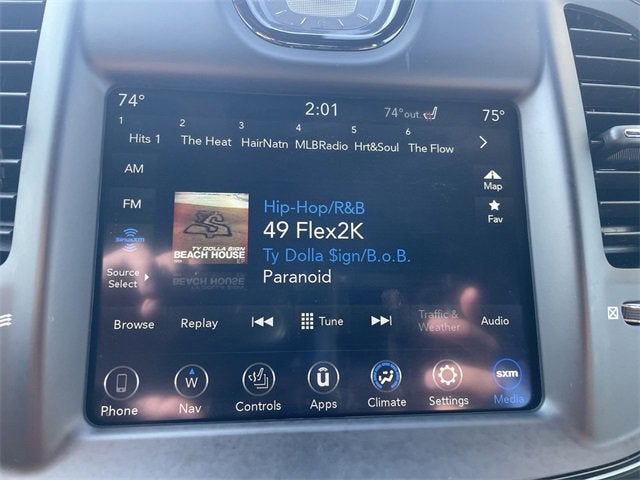 74° 2:01 74°out. 75°
1 2 3 4 5 6
Hits 1 The Heat HairNatn MLBRadio Hrt&Soul The Flow
AM
FM
SiriusXM
Source
Select
Map
Fav
TY DOLLA $IGN
BEACH HOUSE
EP
Hip-Hop/R&B
49 Flex2K
Ty Dolla $ign/B.o.B.
Paranoid
Browse Replay Tune Traffic &
Weather Audio
W u sxm
Phone Nav Controls Apps Climate Settings Media